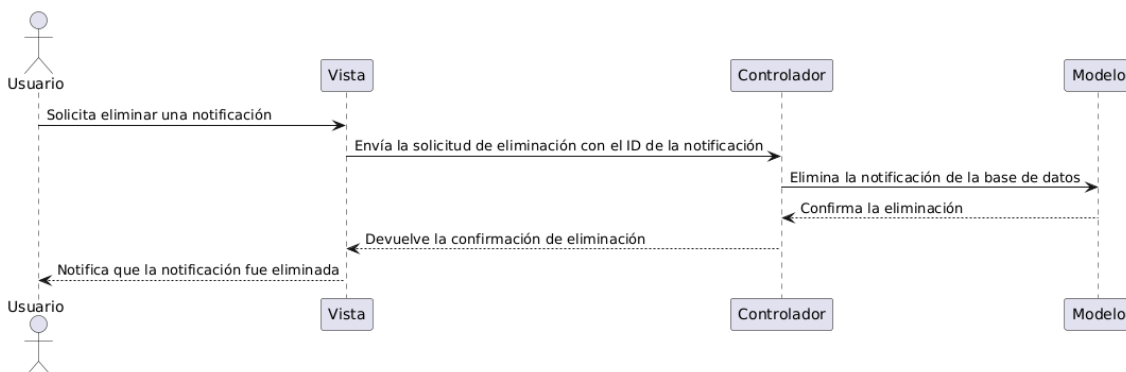 Usuario
Vista
Controlador
Modelo
Solicita eliminar una notificación
Envía la solicitud de eliminación con el ID de la notificación
Elimina la notificación de la base de datos
Confirma la eliminación
Devuelve la confirmación de eliminación
Notifica que la notificación fue eliminada
Usuario
Vista
Controlador
Modelo